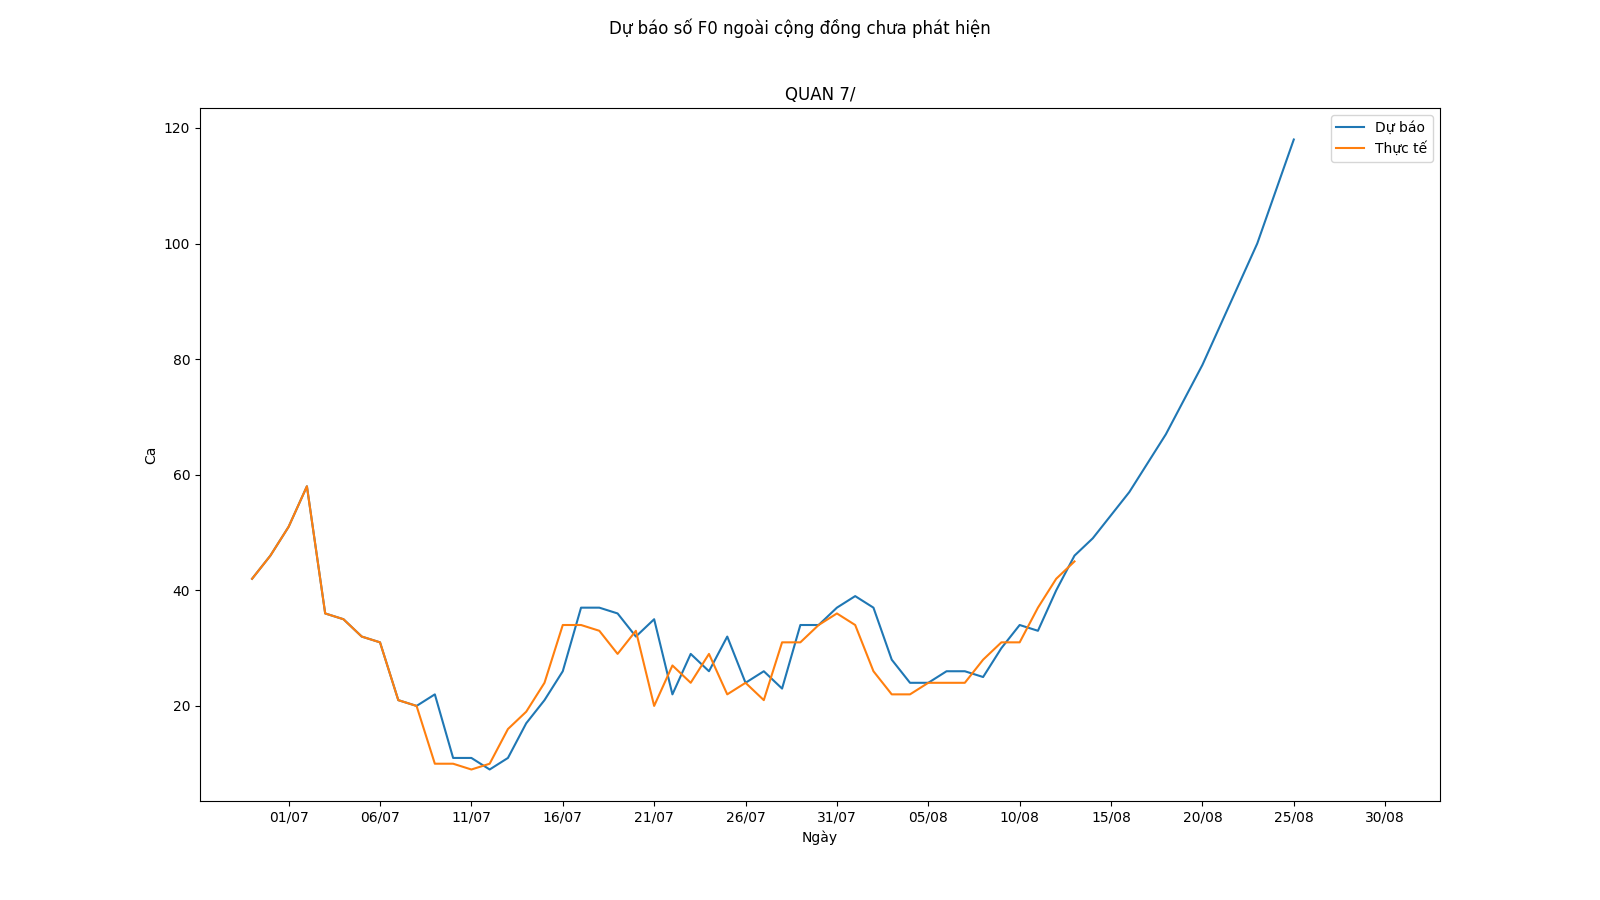 Dự báo số F0 ngoài cộng đồng chưa phát hiện
QUAN 7/
Dự báo
Thực tế
120
100
80
60
40
20
Ca
01/07 06/07 11/07 16/07 21/07 26/07 31/07 05/08 10/08 15/08 20/08 25/08 30/08
Ngày